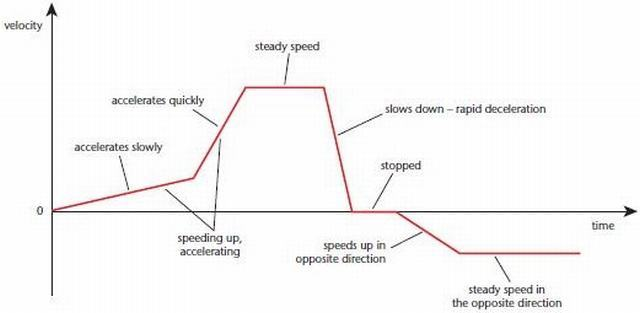 velocity
steady speed
accelerates quickly
slows down – rapid deceleration
accelerates slowly
stopped
0
time
speeding up,
accelerating
speeds up in
opposite direction
steady speed in
the opposite direction